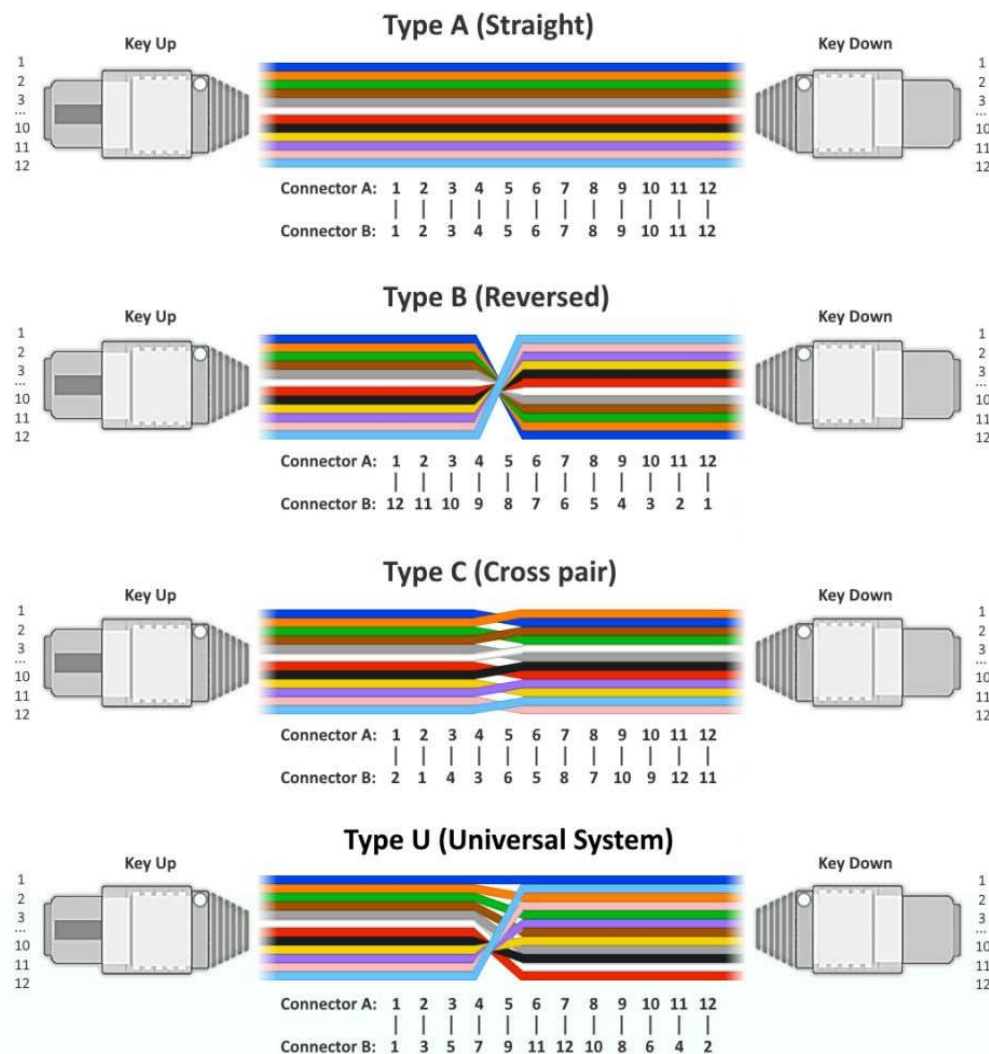 Type A (Straight)
Key Up
Key Down
1
2
3
...
10
11
12
1
2
3
...
10
11
12
Connector A: 1 2 3 4 5 6 7 8 9 10 11 12
Connector B: 1 2 3 4 5 6 7 8 9 10 11 12
Type B (Reversed)
Key Up
Key Down
1
2
3
...
10
11
12
1
2
3
...
10
11
12
Connector A: 1 2 3 4 5 6 7 8 9 10 11 12
Connector B: 12 11 10 9 8 7 6 5 4 3 2 1
Type C (Cross pair)
Key Up
Key Down
1
2
3
...
10
11
12
1
2
3
...
10
11
12
Connector A: 1 2 3 4 5 6 7 8 9 10 11 12
Connector B: 2 1 4 3 6 5 8 7 10 9 12 11
Type U (Universal System)
Key Up
Key Down
1
2
3
...
10
11
12
1
2
3
...
10
11
12
Connector A: 1 2 3 4 5 6 7 8 9 10 11 12
Connector B: 1 3 5 7 9 11 12 10 8 6 4 2